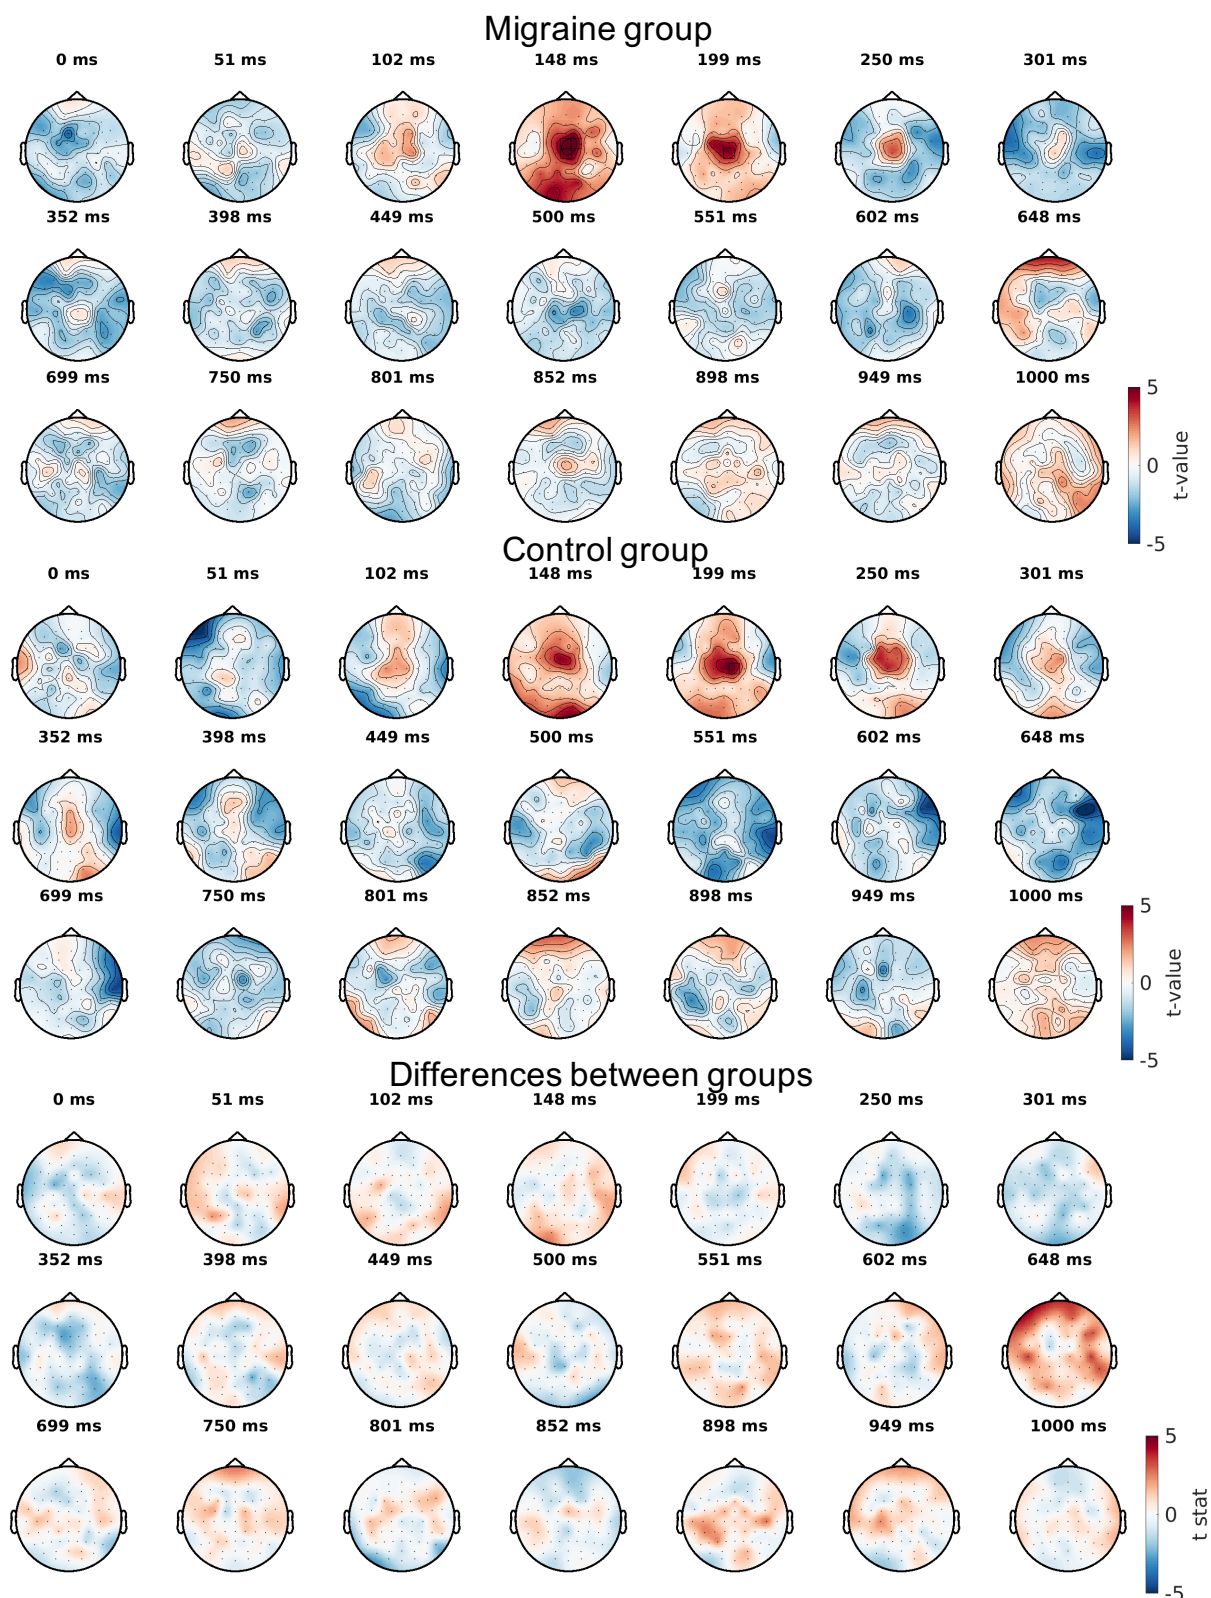 Migraine group
0 ms 51 ms 102 ms 148 ms 199 ms 250 ms 301 ms
352 ms 398 ms 449 ms 500 ms 551 ms 602 ms 648 ms
699 ms 750 ms 801 ms 852 ms 898 ms 949 ms 1000 ms
5
0
-5
t-value
Control group
0 ms 51 ms 102 ms 148 ms 199 ms 250 ms 301 ms
352 ms 398 ms 449 ms 500 ms 551 ms 602 ms 648 ms
699 ms 750 ms 801 ms 852 ms 898 ms 949 ms 1000 ms
5
0
-5
t-value
Differences between groups
0 ms 51 ms 102 ms 148 ms 199 ms 250 ms 301 ms
352 ms 398 ms 449 ms 500 ms 551 ms 602 ms 648 ms
699 ms 750 ms 801 ms 852 ms 898 ms 949 ms 1000 ms
5
0
-5
t stat